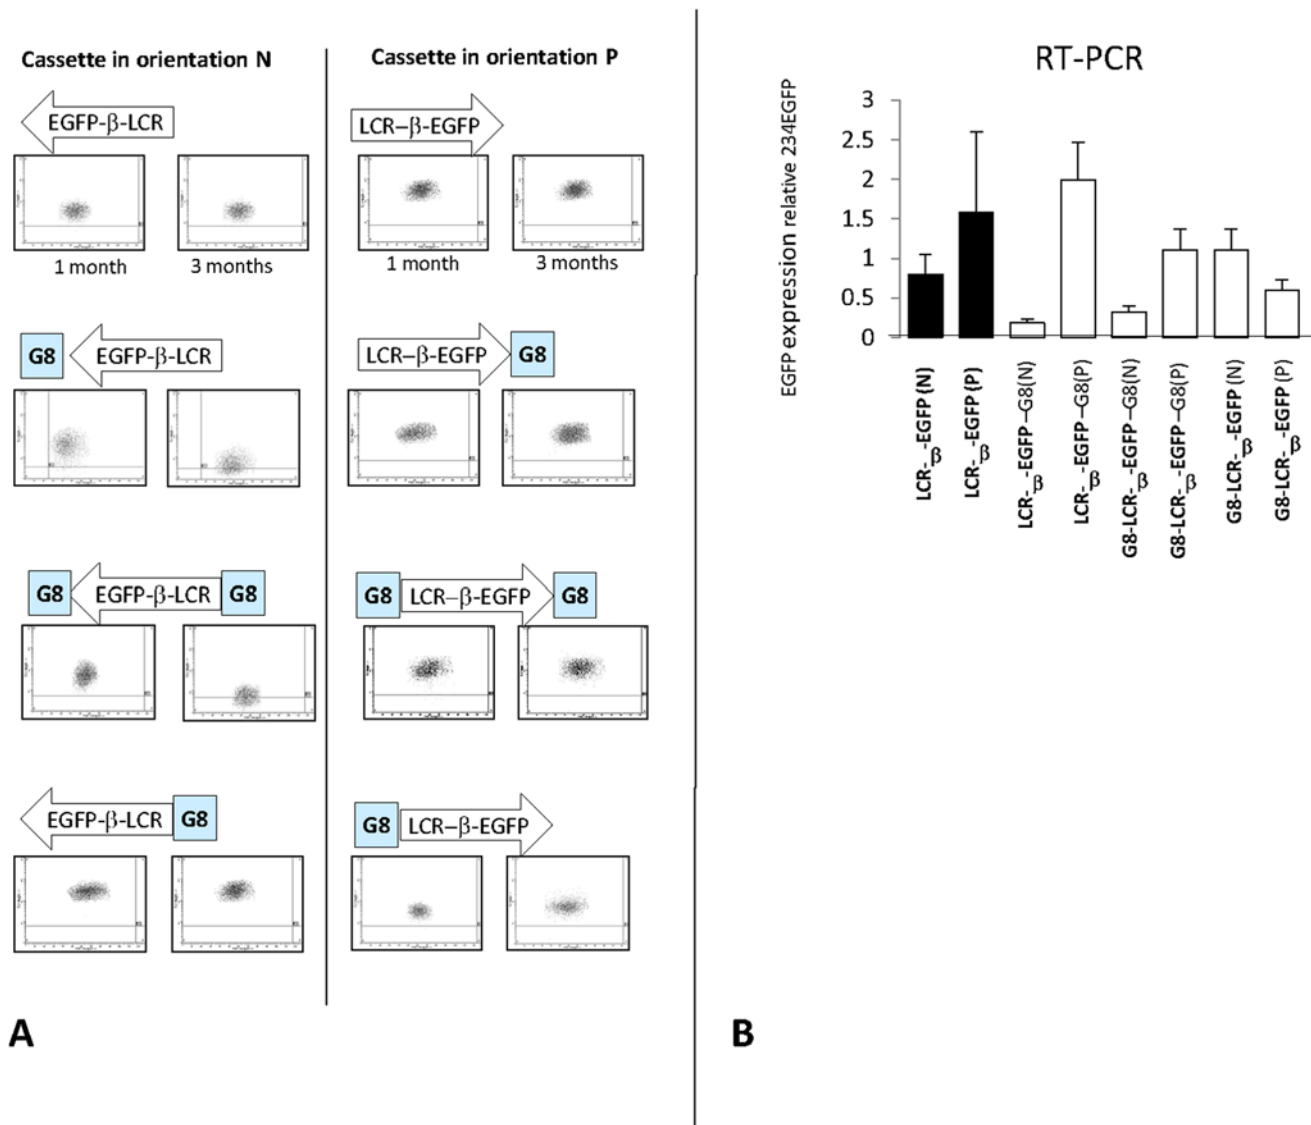 Cassette in orientation N
Cassette in orientation P
EGFP-β-LCR
LCR–β-EGFP
1 month
3 months
1 month
3 months
G8
EGFP-β-LCR
LCR–β-EGFP
G8
G8
EGFP-β-LCR
G8
G8
LCR–β-EGFP
G8
EGFP-β-LCR
G8
G8
LCR–β-EGFP
A
RT-PCR
EGFP expression relative 234EGFP
3
2.5
2
1.5
1
0.5
0
LCR-β-EGFP (N)
LCR-β-EGFP (P)
LCR-β-EGFP–G8(N)
LCR-β-EGFP–G8(P)
G8-LCR-β-EGFP–G8(N)
G8-LCR-β-EGFP–G8(P)
G8-LCR-β-EGFP (N)
G8-LCR-β-EGFP (P)
B